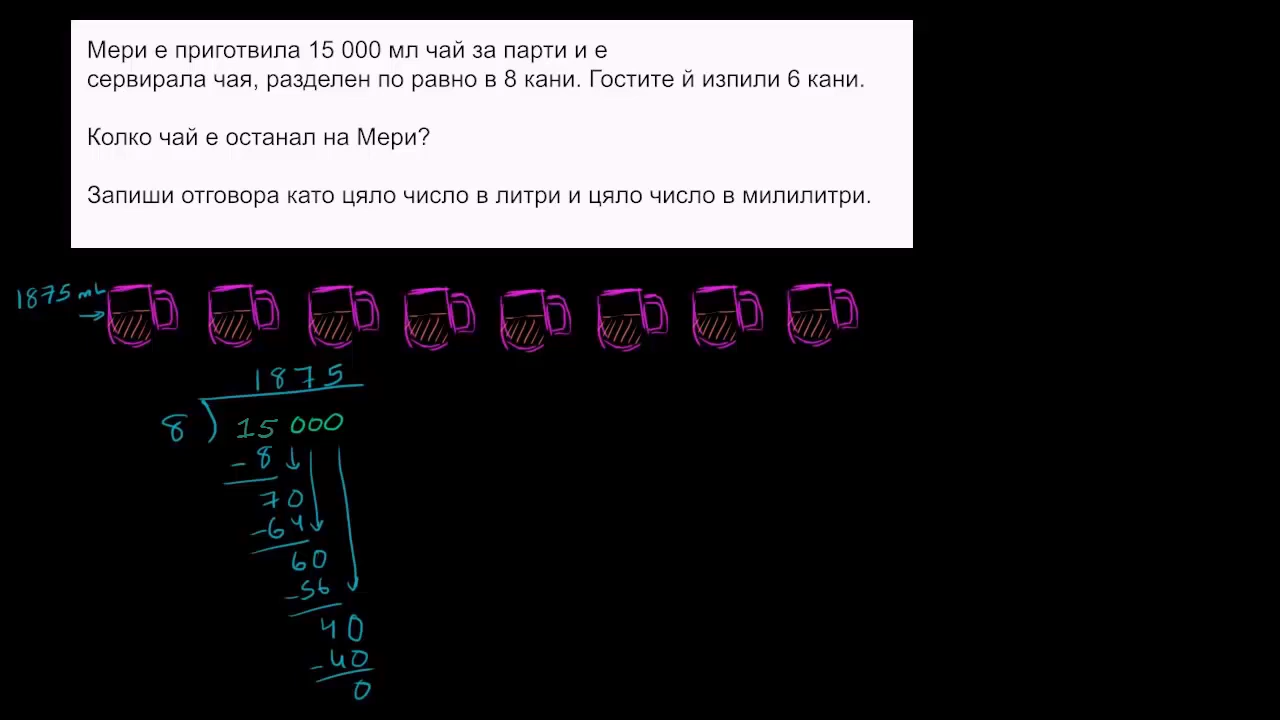 Мери е приготвила 15 000 мл чай за парти и е
сервирала чая, разделен по равно в 8 кани. Гостите й изпили 6 кани.
Колко чай е останал на Мери?
Запиши отговора като цяло число в литри и цяло число в милилитри.
1875 mL
1875
8 15 000
-8
70
-64
60
-56
40
-40
0